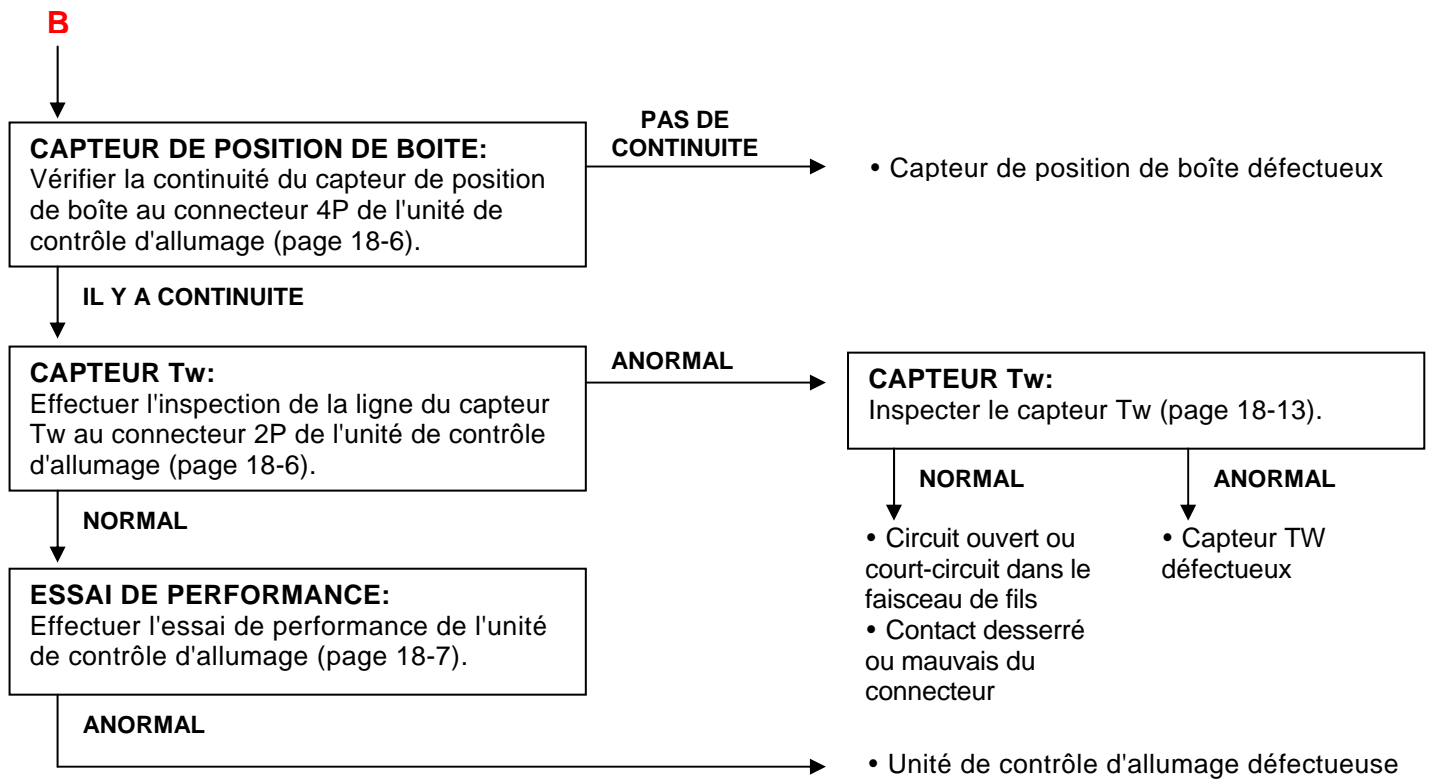 B
CAPTEUR DE POSITION DE BOITE:
Vérifier la continuité du capteur de position
de boîte au connecteur 4P de l'unité de
contrôle d'allumage (page 18-6).
PAS DE
CONTINUITE
• Capteur de position de boîte défectueux
IL Y A CONTINUITE
CAPTEUR Tw:
Effectuer l'inspection de la ligne du capteur
Tw au connecteur 2P de l'unité de contrôle
d'allumage (page 18-6).
ANORMAL
CAPTEUR Tw:
Inspecter le capteur Tw (page 18-13).
NORMAL
• Circuit ouvert ou
court-circuit dans le
faisceau de fils
• Contact desserré
ou mauvais du
connecteur
ANORMAL
• Capteur TW
défectueux
NORMAL
ESSAI DE PERFORMANCE:
Effectuer l'essai de performance de l'unité
de contrôle d'allumage (page 18-7).
ANORMAL
• Unité de contrôle d'allumage défectueuse